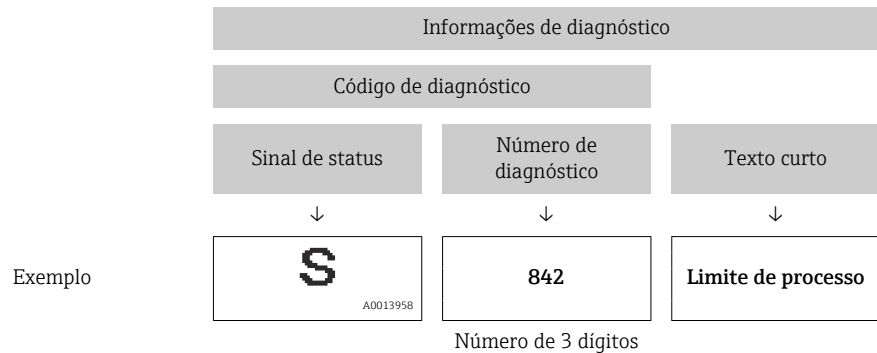 Informações de diagnóstico
Código de diagnóstico
Sinal de status
Número de
diagnóstico
Texto curto
↓ ↓ ↓
Exemplo
S
A0013958
842
Limite de processo
Número de 3 dígitos